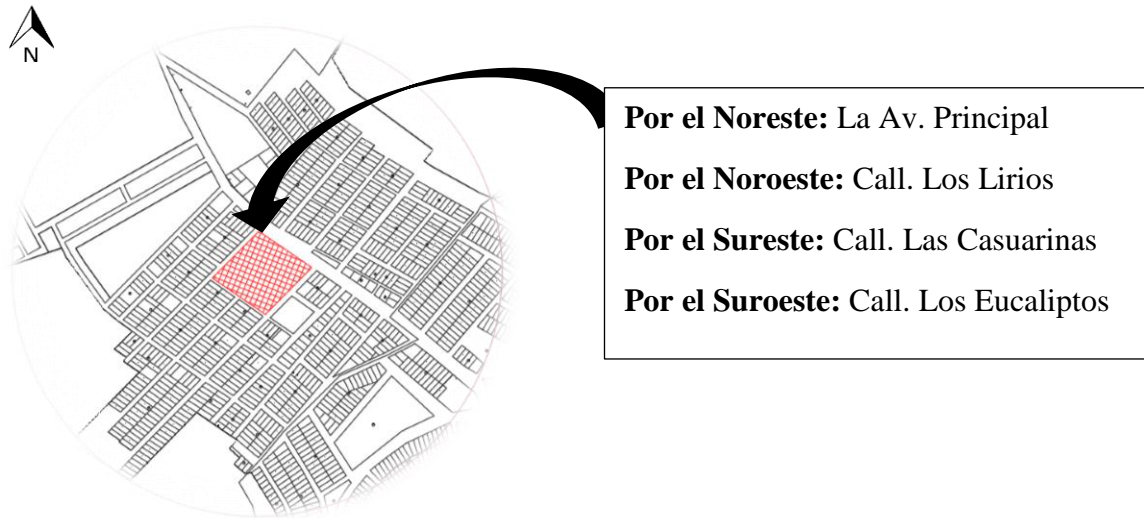 N
Por el Noreste: La Av. Principal
Por el Noroeste: Call. Los Lirios
Por el Sureste: Call. Las Casuarinas
Por el Suroeste: Call. Los Eucaliptos